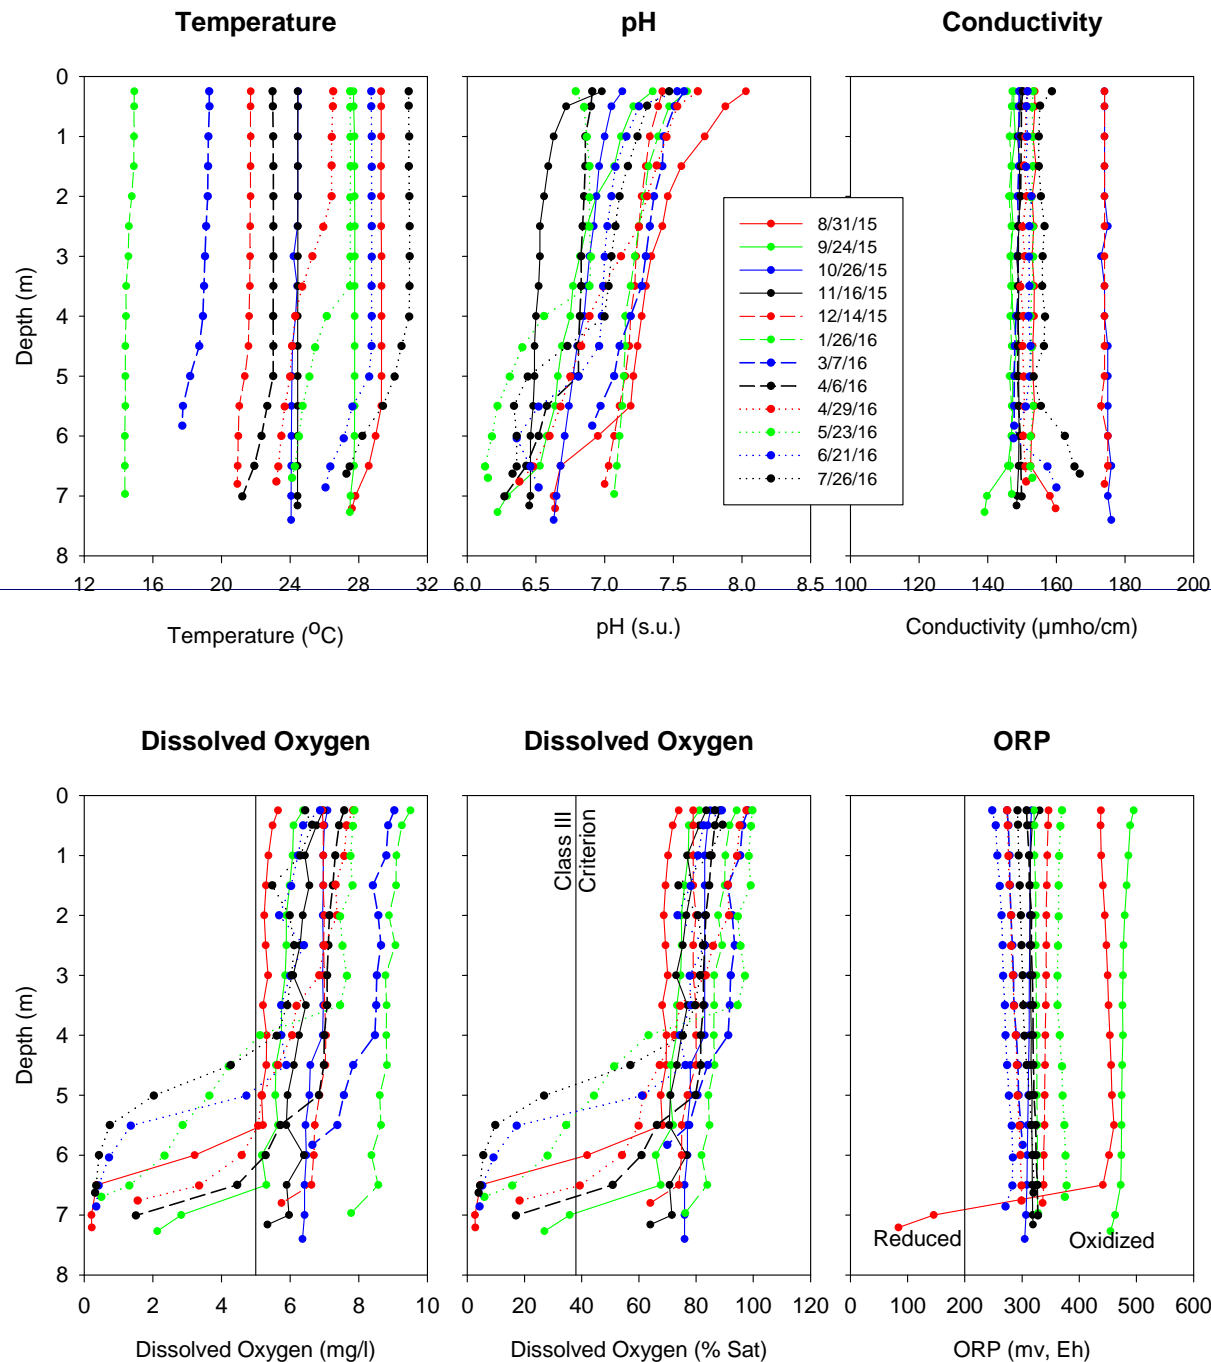 Temperature
pH
Conductivity
0
1
2
3
4
5
6
7
8
Depth (m)
12 16 20 24 28 32
6.0 6.5 7.0 7.5 8.0 8.5
100 120 140 160 180 200
8/31/15
9/24/15
10/26/15
11/16/15
12/14/15
1/26/16
3/7/16
4/6/16
4/29/16
5/23/16
6/21/16
7/26/16
Temperature (OC)
pH (s.u.)
Conductivity (µmho/cm)
Dissolved Oxygen
Dissolved Oxygen
ORP
0
1
2
3
4
5
6
7
8
Depth (m)
Class III
Criterion
Reduced
Oxidized
0 2 4 6 8 10
0 20 40 60 80 100 120
0 100 200 300 400 500 600
Dissolved Oxygen (mg/l)
Dissolved Oxygen (% Sat)
ORP (mv, Eh)